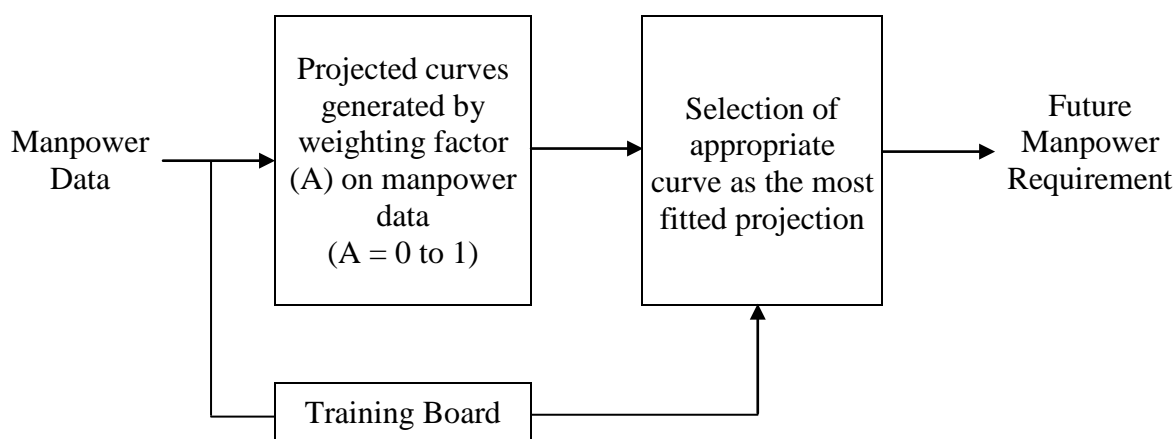 Manpower
Data
Projected curves
generated by
weighting factor
(A) on manpower
data
(A = 0 to 1)
Selection of
appropriate
curve as the most
fitted projection
Future
Manpower
Requirement
Training Board